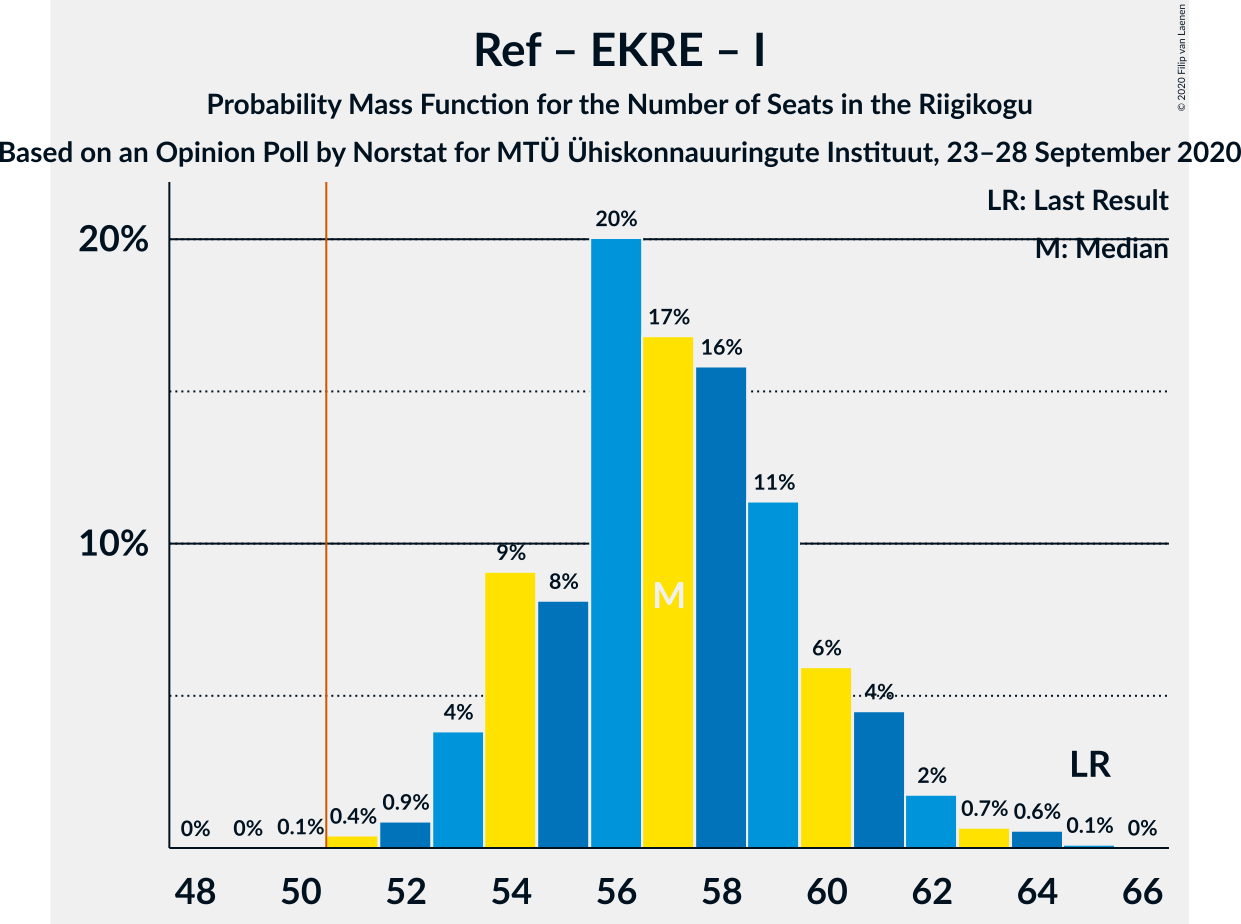 Ref – EKRE – I
Probability Mass Function for the Number of Seats in the Riigikogu
Based on an Opinion Poll by Norstat for MTÜ Ühiskonnauuringute Instituut, 23–28 September 2020
© 2020 Filip van Laenen
LR: Last Result
M: Median
20%
10%
0% 0% 0.1% 0.4% 0.9% 4% 9% 8% 20% 17% 16% 11% 6% 4% 2% 0.7% 0.6% 0.1% 0%
M
LR
48 50 52 54 56 58 60 62 64 66